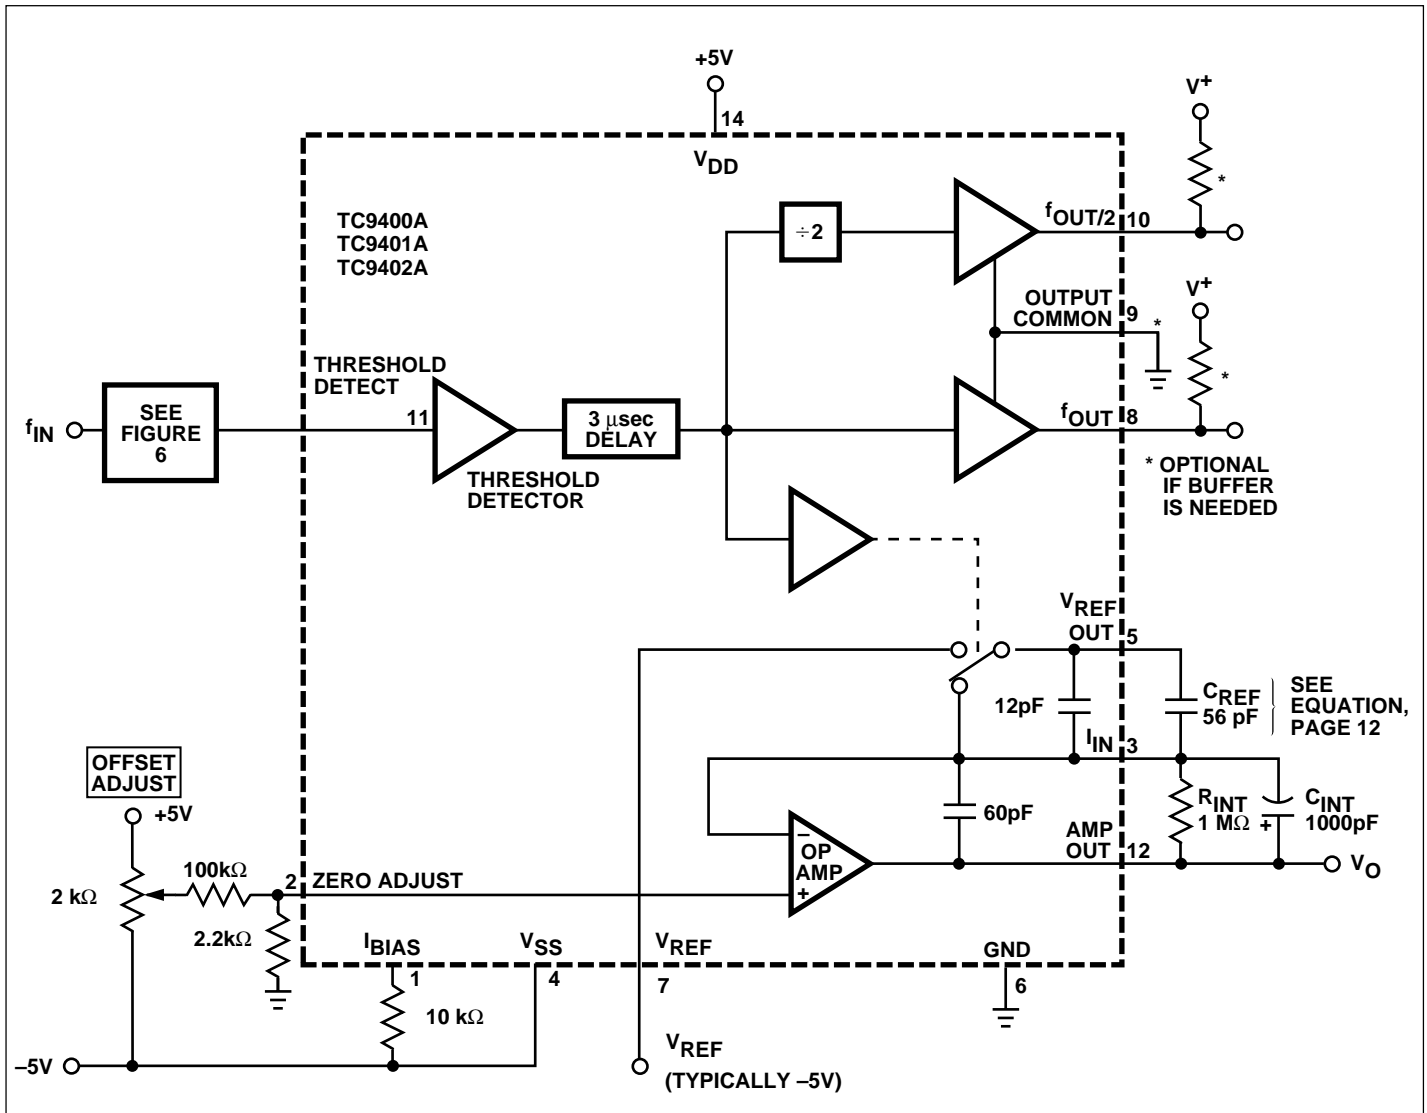 +5V
14
V+
VDD
TC9400A
TC9401A
TC9402A
÷2
fOUT/2
10
*
V+
OUTPUT
COMMON
9
*
*
THRESHOLD
DETECT
fIN
SEE
FIGURE
6
11
3 μsec
DELAY
fOUT
8
THRESHOLD
DETECTOR
* OPTIONAL
IF BUFFER
IS NEEDED
VREF
OUT
5
12pF
CREF
56 pF
SEE
EQUATION,
PAGE 12
IIN
3
OFFSET
ADJUST
+5V
60pF
RINT
1 MΩ
CINT
1000pF
+
AMP
OUT
12
–
OP
AMP
+
VO
100kΩ
2
ZERO ADJUST
2 kΩ
2.2kΩ
IBIAS
VSS
VREF
GND
1
4
7
6
10 kΩ
–5V
VREF
(TYPICALLY –5V)